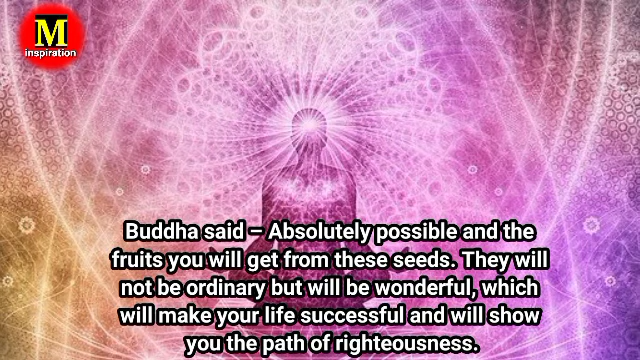 M
inspiration
Buddha said – Absolutely possible and the
fruits you will get from these seeds. They will
not be ordinary but will be wonderful, which
will make your life successful and will show
you the path of righteousness.